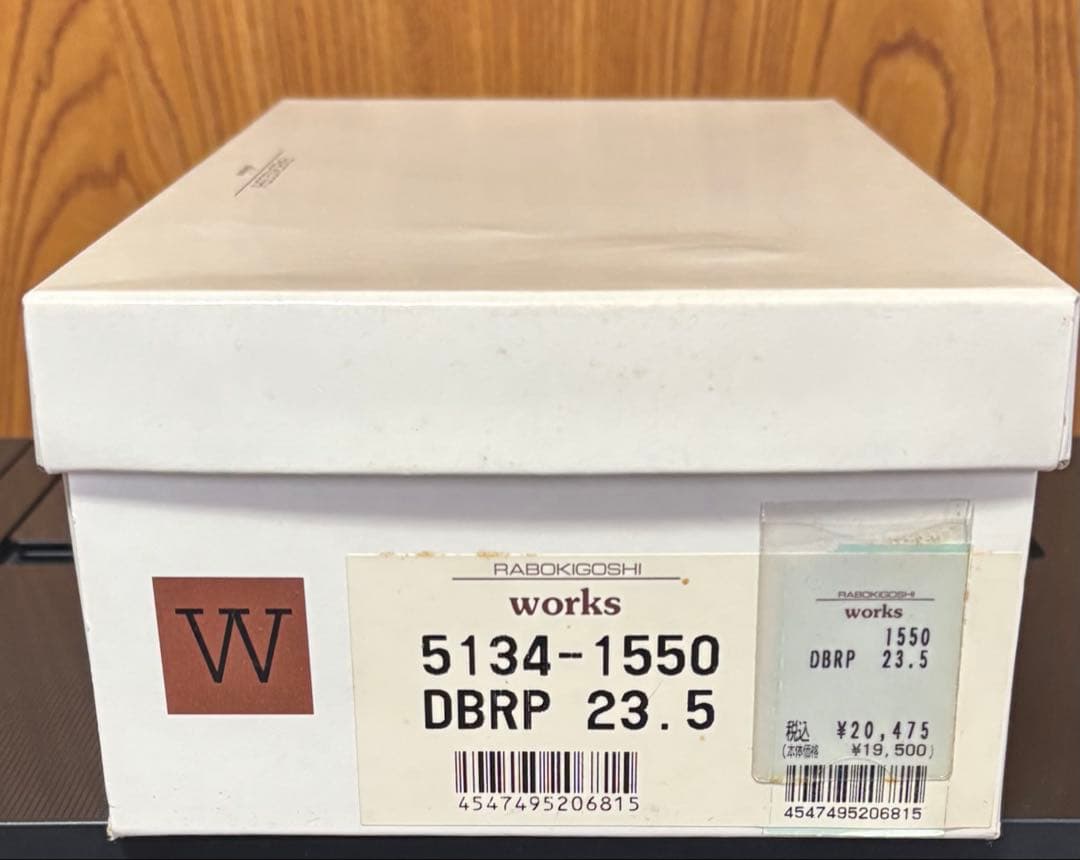 W
RABOKIGOSHI
works
5134-1550
DBRP 23.5
4547495206815
RABOKIGOSHI
works
1550
DBRP 23.5
税込 ¥20,475
(本体価格 ¥19,500)
4547495206815